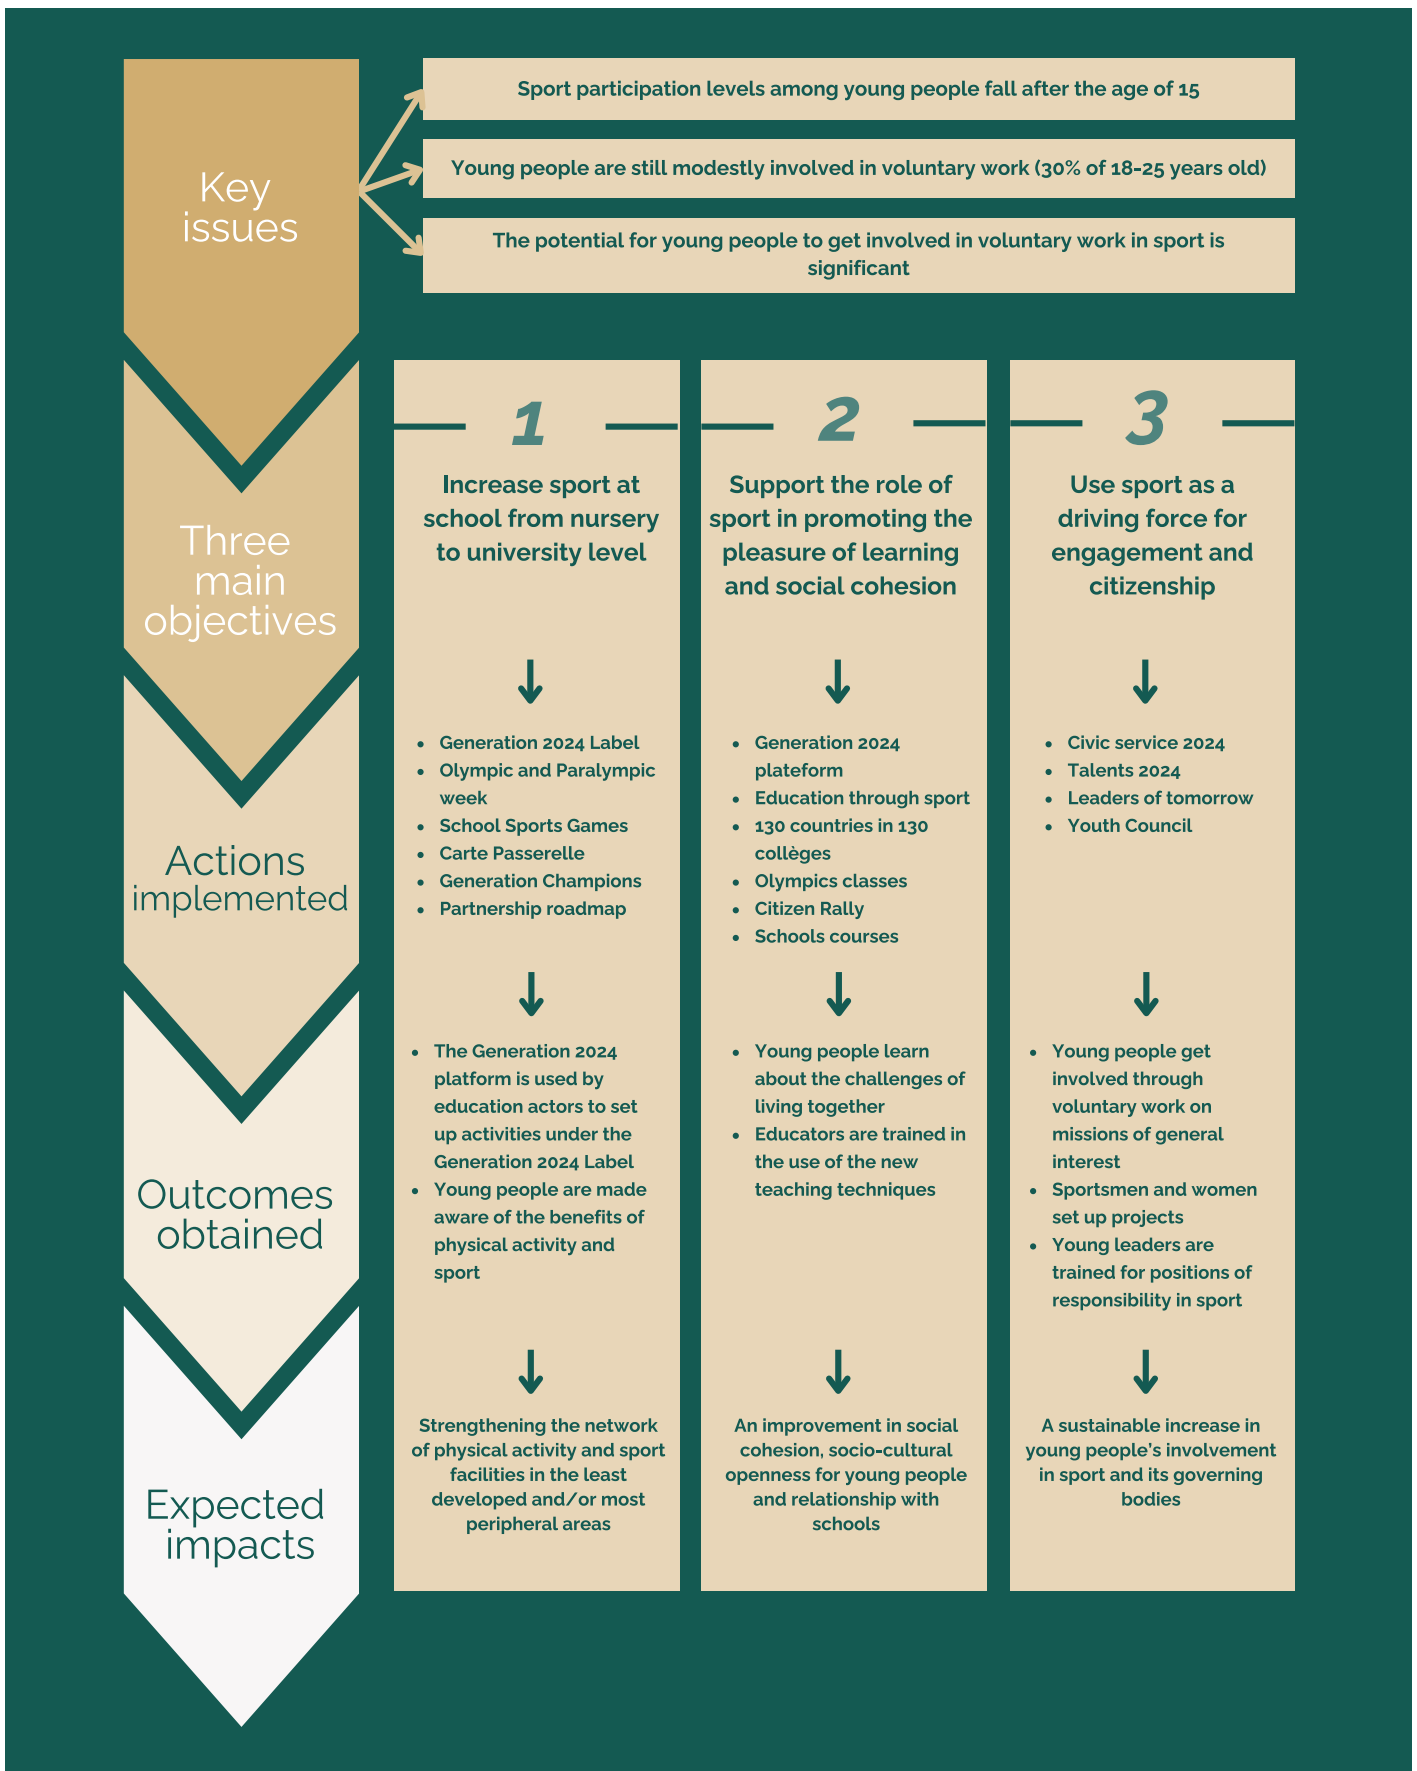 Key
issues
Sport participation levels among young people fall after the age of 15
Young people are still modestly involved in voluntary work (30% of 18-25 years old)
The potential for young people to get involved in voluntary work in sport is
significant
Three
main
objectives
1
Increase sport at
school from nursery
to university level
2
Support the role of
sport in promoting the
pleasure of learning
and social cohesion
3
Use sport as a
driving force for
engagement and
citizenship
Actions
implemented
• Generation 2024 Label
• Olympic and Paralympic
week
• School Sports Games
• Carte Passerelle
• Generation Champions
• Partnership roadmap
• Generation 2024
plateform
• Education through sport
• 130 countries in 130
collèges
• Olympics classes
• Citizen Rally
• Schools courses
• Civic service 2024
• Talents 2024
• Leaders of tomorrow
• Youth Council
Outcomes
obtained
• The Generation 2024
platform is used by
education actors to set
up activities under the
Generation 2024 Label
• Young people are made
aware of the benefits of
physical activity and
sport
• Young people learn
about the challenges of
living together
• Educators are trained in
the use of the new
teaching techniques
• Young people get
involved through
voluntary work on
missions of general
interest
• Sportsmen and women
set up projects
• Young leaders are
trained for positions of
responsibility in sport
Expected
impacts
Strengthening the network
of physical activity and sport
facilities in the least
developed and/or most
peripheral areas
An improvement in social
cohesion, socio-cultural
openness for young people
and relationship with
schools
A sustainable increase in
young people's involvement
in sport and its governing
bodies